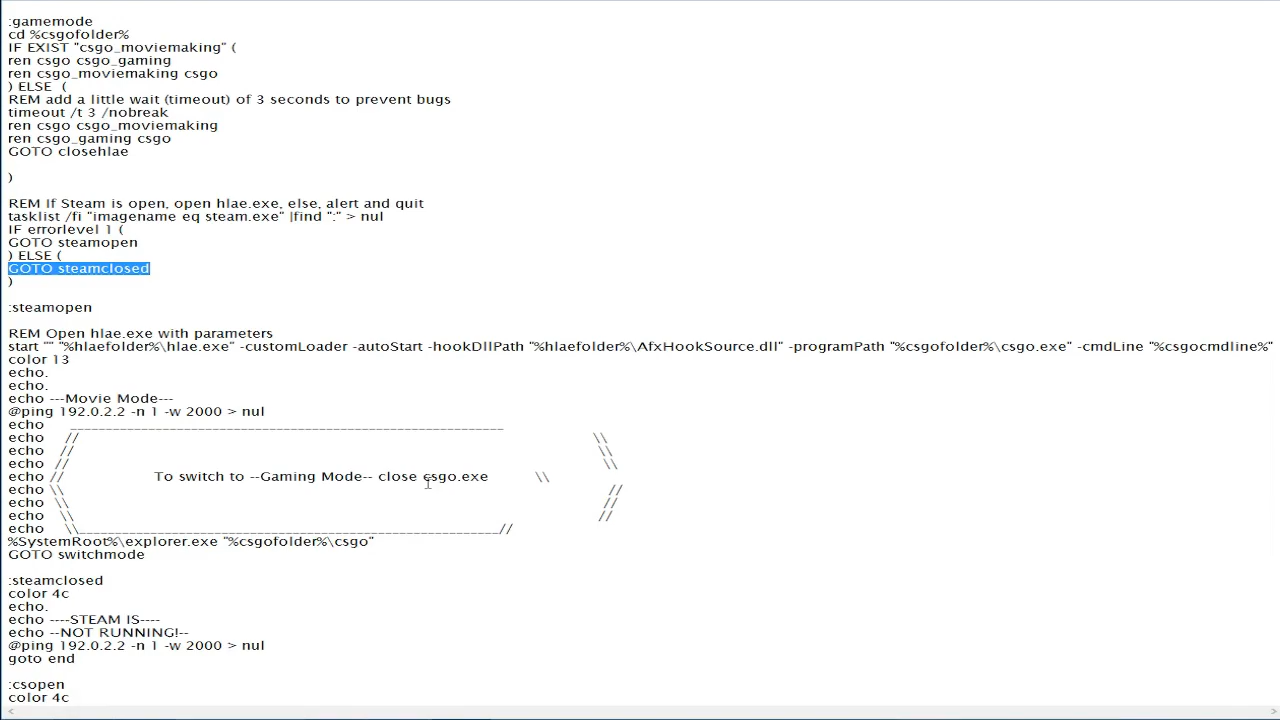 :gamemode
cd %csgofolder%
IF EXIST "csgo_moviemaking" (
ren csgo csgo_gaming
ren csgo_moviemaking csgo
) ELSE  (
REM add a little wait (timeout) of 3 seconds to prevent bugs
timeout /t 3 /nobreak
ren csgo csgo_moviemaking
ren csgo_gaming csgo
GOTO closehlae
)
REM If Steam is open, open hlae.exe, else, alert and quit
tasklist /fi "imagename eq steam.exe" |find ":" > nul
IF errorlevel 1 (
GOTO steamopen
) ELSE (
GOTO steamclosed
)
:steamopen
REM Open hlae.exe with parameters
start "" "%hlaefolder%\hlae.exe" -customLoader -autoStart -hookDllPath "%hlaefolder%\AfxHookSource.dll" -programPath "%csgofolder%\csgo.exe" -cmdLine "%csgocmdline%"
color 13
echo.
echo.
echo ---Movie Mode---
@ping 192.0.2.2 -n 1 -w 2000 > nul
echo     _____________________________________________________________
echo    //                                                                         \\
echo   //                                                                          \\
echo  //                                                                           \\
echo //                  To switch to --Gaming Mode-- close csgo.exe       \\
echo \\                                                                             //
echo  \\                                                                            //
echo   \\                                                                           //
echo    \\___________________________________________________________//
%SystemRoot%\explorer.exe "%csgofolder%\csgo"
GOTO switchmode
:steamclosed
color 4c
echo.
echo ----STEAM IS----
echo --NOT RUNNING!--
@ping 192.0.2.2 -n 1 -w 2000 > nul
goto end
:csopen
color 4c